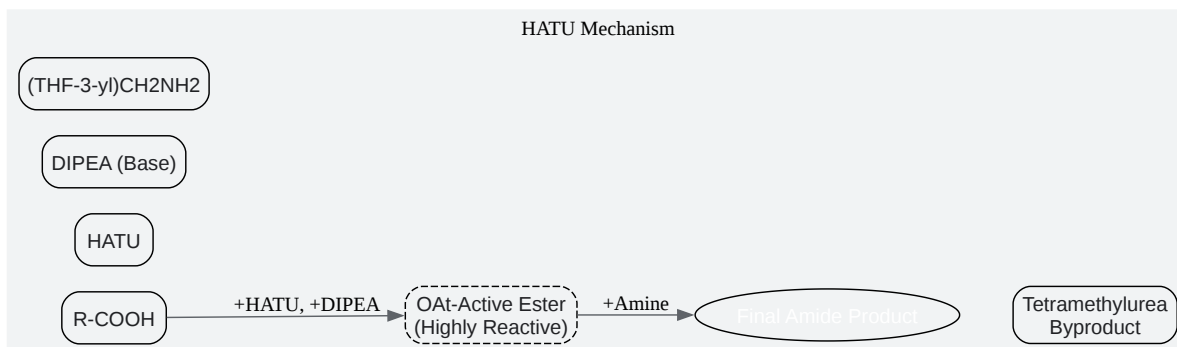 HATU Mechanism
(THF-3-yl)CH2NH2
DIPEA (Base)
HATU
R-COOH
+HATU, +DIPEA
OAt-Active Ester
(Highly Reactive)
+Amine
Final Amide Product
Tetramethylurea
Byproduct